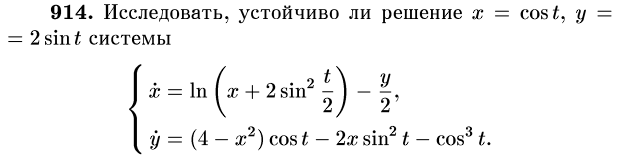 914. Исследовать, устойчиво ли решение x = cos t, y =
= 2 sin t системы
ẋ = ln (x + 2 sin² t/2) − y/2,
ẏ = (4 − x²) cos t − 2x sin² t − cos³ t.